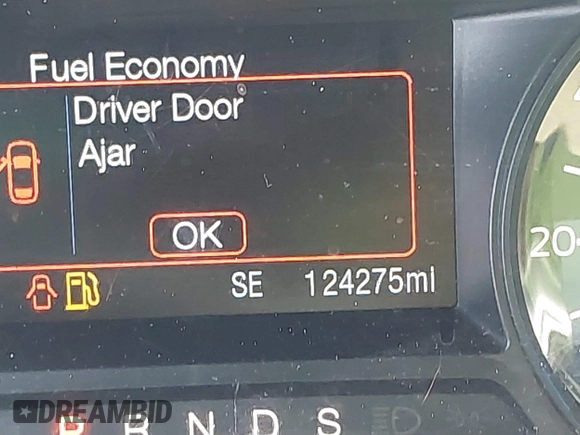 Fuel Economy
Driver Door
Ajar
OK
SE 124275mi
20
P R N D S
DREAMBID